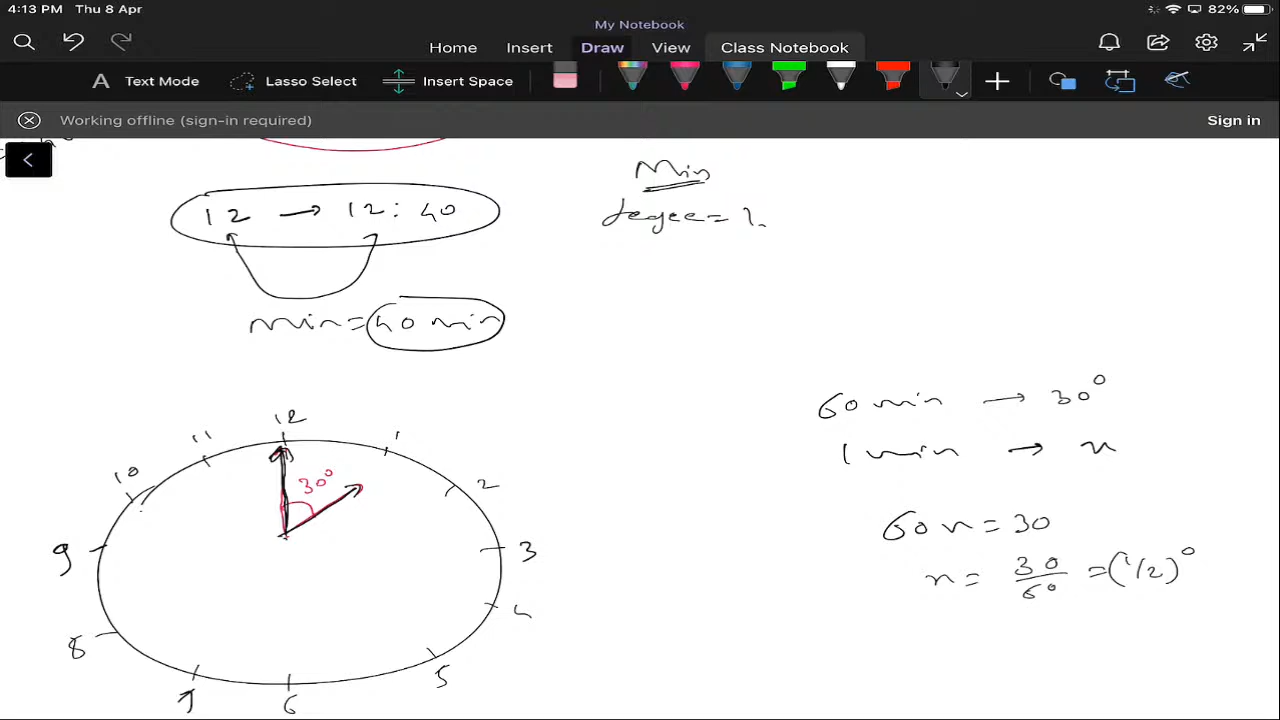 4:13 PM Thu 8 Apr
82%
My Notebook
Home Insert Draw View Class Notebook
Text Mode Lasso Select Insert Space
Working offline (sign-in required)
Sign in
Min
12 → 12:40
degee =
min = 40 min
60 min → 30°
1 min → x
60 x = 30
x = 30/60 = (1/2)°
12
11
1
10
30°
2
9
3
4
8
5
7
6